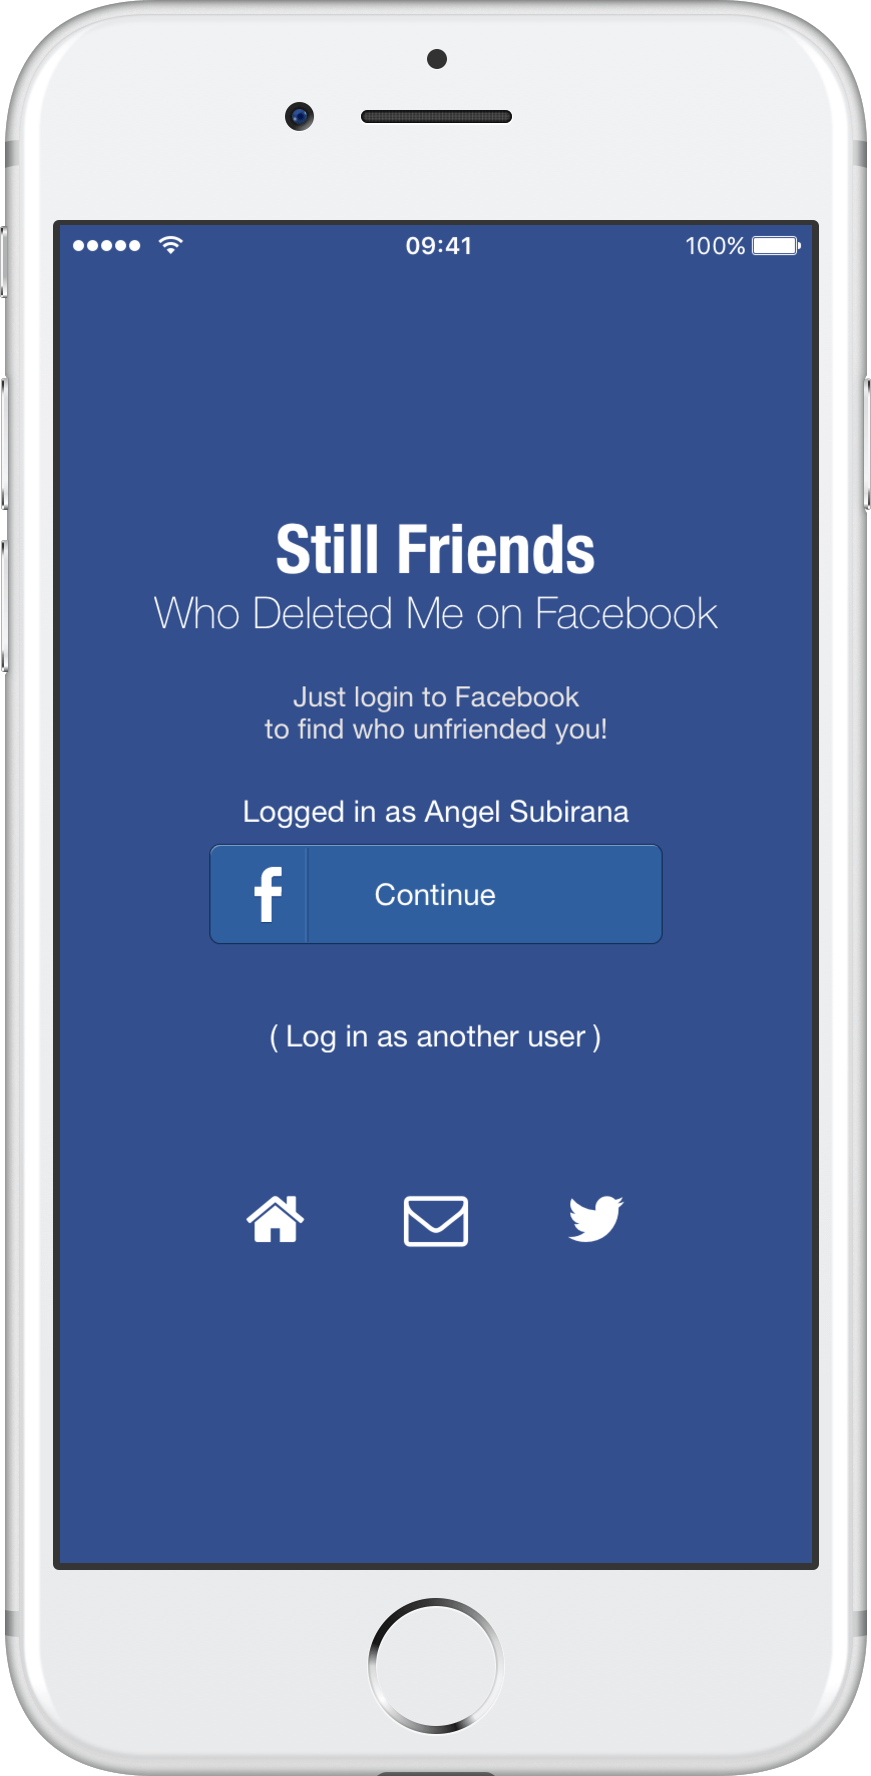 09:41
100%
Still Friends
Who Deleted Me on Facebook
Just login to Facebook
to find who unfriended you!
Logged in as Angel Subirana
f
Continue
( Log in as another user )